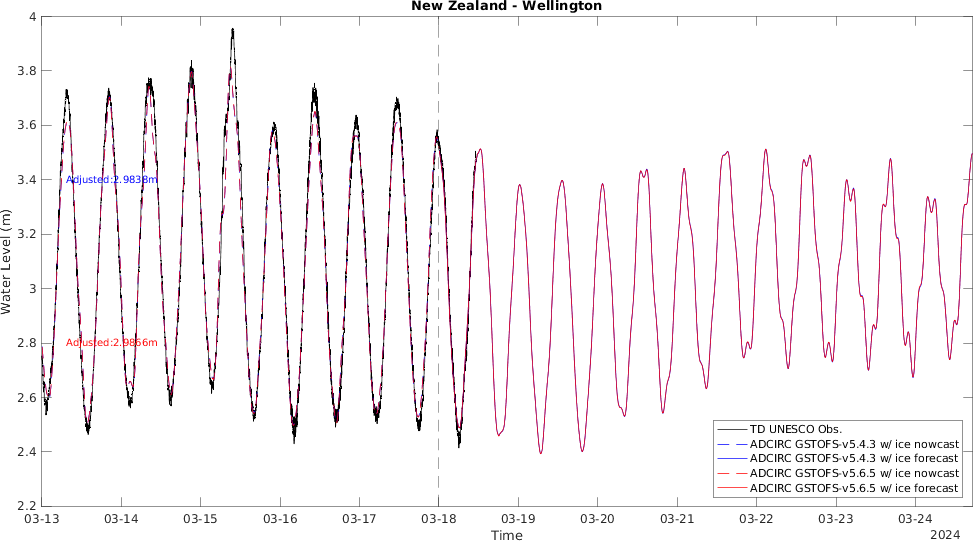 New Zealand - Wellington
4
3.8
3.6
3.4
3.2
3
2.8
2.6
2.4
2.2
Water Level (m)
Adjusted:2.9838m
Adjusted:2.9866m
TD UNESCO Obs.
ADCIRC GSTOFS-v5.4.3 w/ ice nowcast
ADCIRC GSTOFS-v5.4.3 w/ ice forecast
ADCIRC GSTOFS-v5.6.5 w/ ice nowcast
ADCIRC GSTOFS-v5.6.5 w/ ice forecast
03-13 03-14 03-15 03-16 03-17 03-18 03-19 03-20 03-21 03-22 03-23 03-24
Time
2024